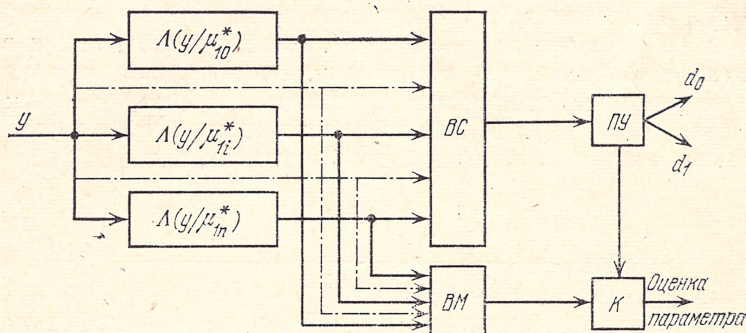 Λ(y/μ*10)
d0
y
Λ(y/μ*1i)
ВС
ПУ
d1
Λ(y/μ*1n)
ВМ
К
Оценка
параметра